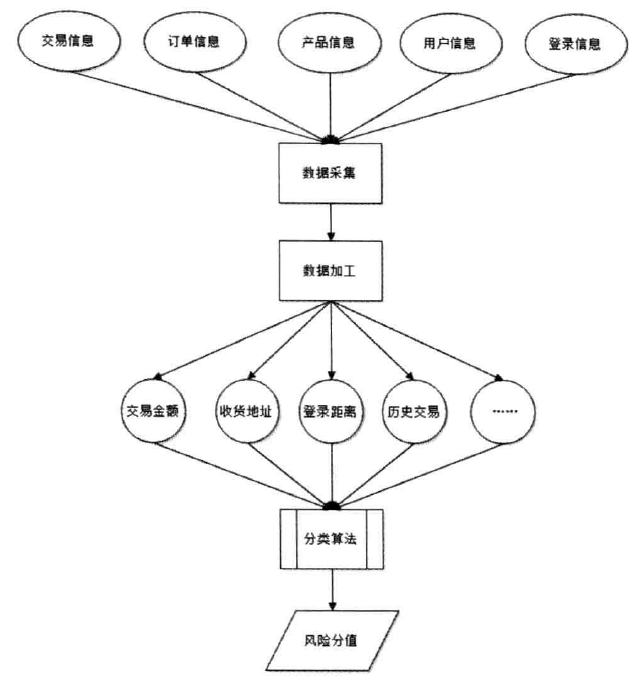 交易信息
订单信息
产品信息
用户信息
登录信息
数据采集
数据加工
交易金额
收货地址
登录距离
历史交易
……
分类算法
风险分值